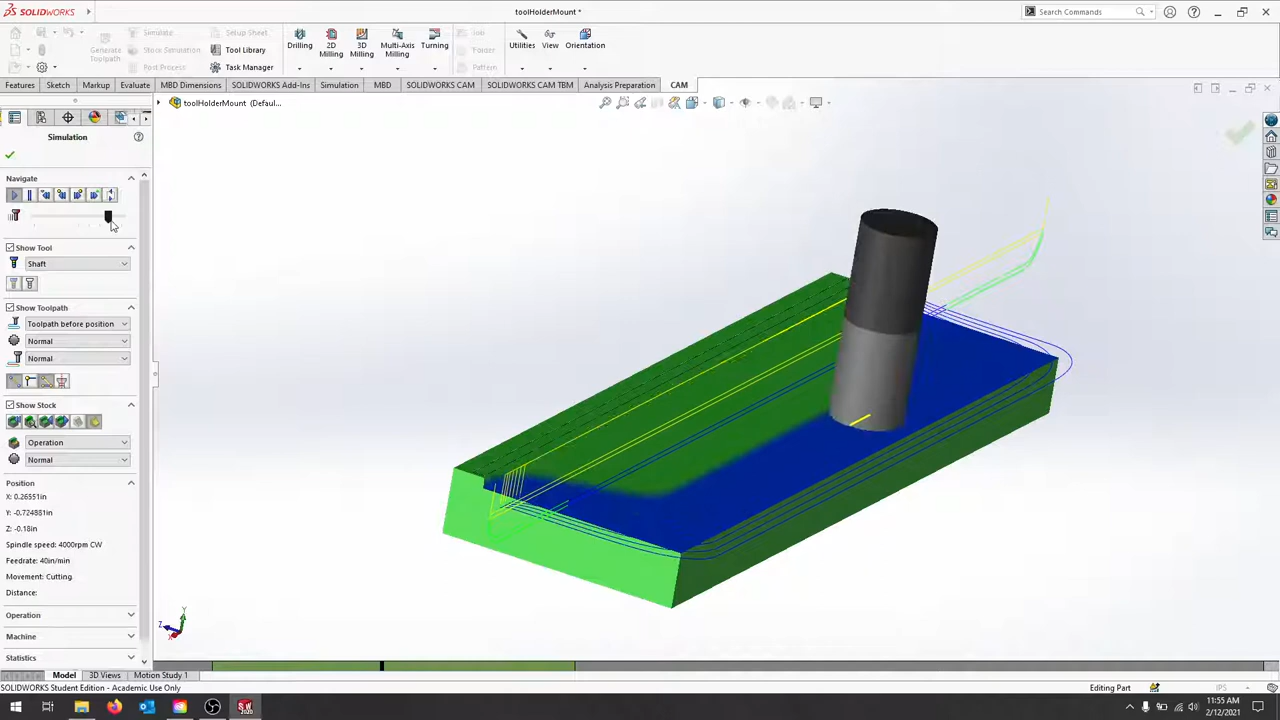 SOLIDWORKS
toolHolderMount *
Search Commands
Simulate
Setup Sheet
Generate
Toolpath
Stock Simulation
Tool Library
Post Process
Task Manager
Drilling
2D
Milling
3D
Milling
Multi-Axis
Milling
Turning
Job
Folder
Pattern
Utilities
View
Orientation
Features
Sketch
Markup
Evaluate
MBD Dimensions
SOLIDWORKS Add-Ins
Simulation
MBD
SOLIDWORKS CAM
SOLIDWORKS CAM TBM
Analysis Preparation
CAM
toolHolderMount (Defaul...
Simulation
Navigate
Show Tool
Shaft
Show Toolpath
Toolpath before position
Normal
Normal
Show Stock
Operation
Normal
Position
X: 0.26551in
Y: -0.724881in
Z: -0.18in
Spindle speed: 4000rpm CW
Feedrate: 40in/min
Movement: Cutting
Distance:
Operation
Machine
Statistics
Z
Y
X
Model
3D Views
Motion Study 1
SOLIDWORKS Student Edition - Academic Use Only
Editing Part
IPS
11:55 AM
2/12/2021